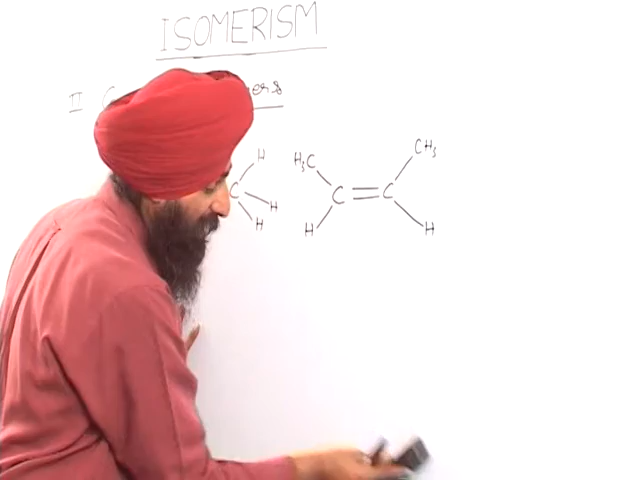 ISOMERISM
II
H H₃C CH₃
C C C
H
H H H